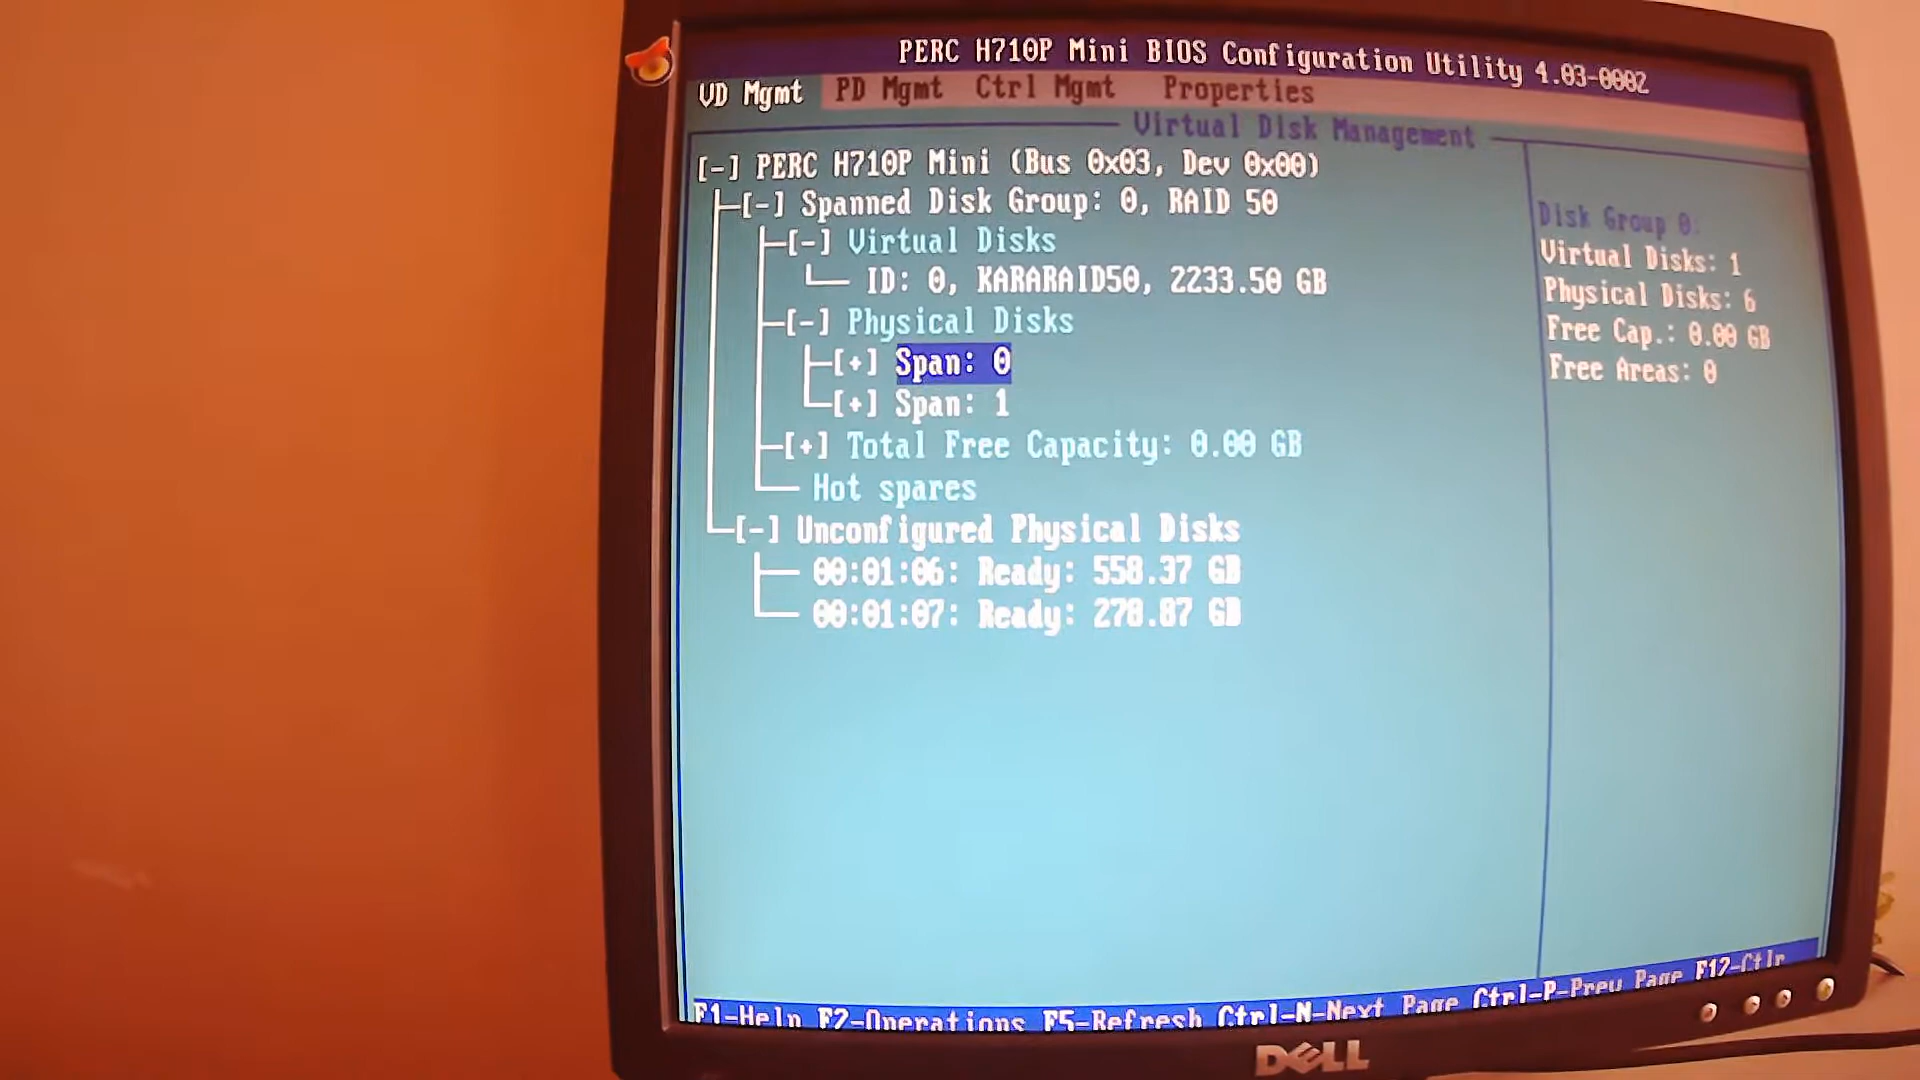 PERC H710P Mini BIOS Configuration Utility 4.03-0002
VD Mgmt PD Mgmt Ctrl Mgmt Properties
Virtual Disk Management
[-] PERC H710P Mini (Bus 0x03, Dev 0x00)
[-] Spanned Disk Group: 0, RAID 50
[-] Virtual Disks
ID: 0, KARARAID50, 2233.50 GB
[-] Physical Disks
[+] Span: 0
[+] Span: 1
[+] Total Free Capacity: 0.00 GB
Hot spares
[-] Unconfigured Physical Disks
00:01:06: Ready: 558.37 GB
00:01:07: Ready: 278.87 GB
Disk Group 0:
Virtual Disks: 1
Physical Disks: 6
Free Cap.: 0.00 GB
Free Areas: 0
F1-Help F2-Operations F5-Refresh Ctrl-N-Next Page Ctrl-P-Prev Page F12-Ctlr
DELL